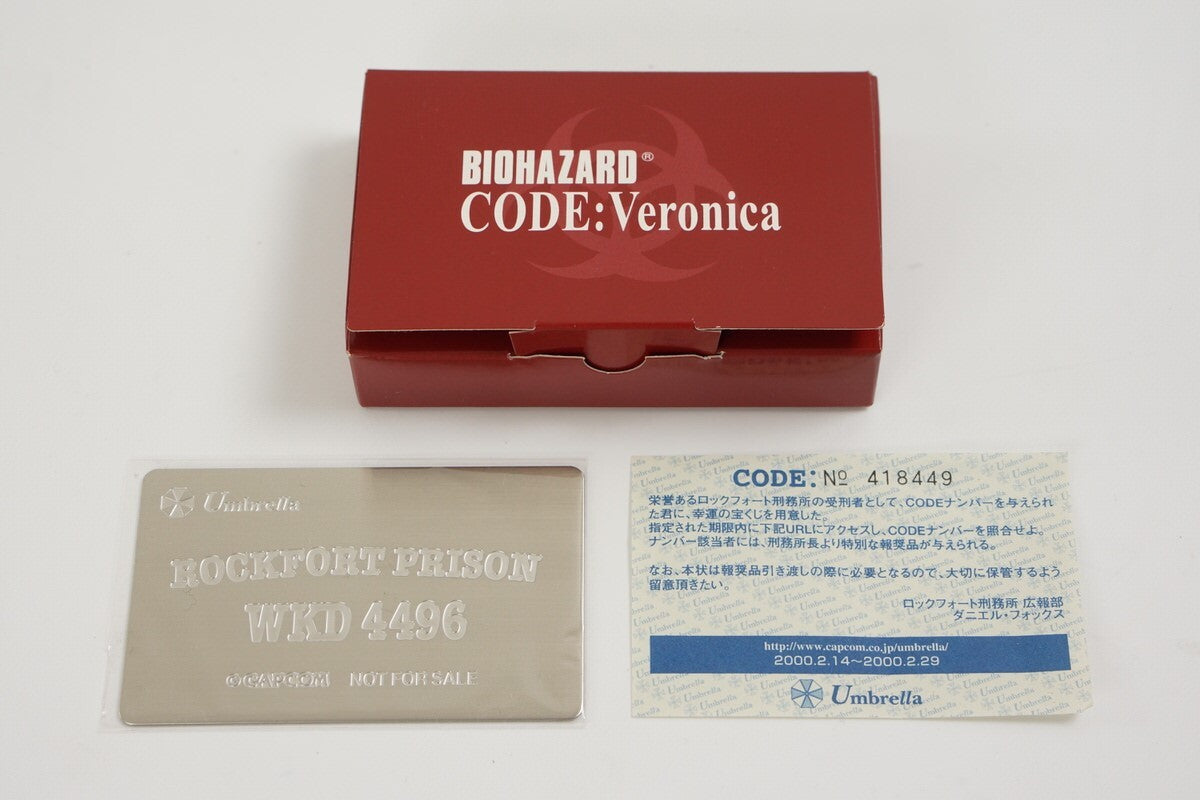 BIOHAZARD®
CODE:Veronica
Umbrella
ROCKFORT PRISON
WKD 4496
©CAPCOM NOT FOR SALE
CODE:№ 418449
栄誉あるロックフォート刑務所の受刑者として、CODEナンバーを与えられ
た君に、幸運の宝くじを用意した。
指定された期限内に下記URLにアクセスし、CODEナンバーを照合せよ。
ナンバー該当者には、刑務所長より特別な報奨品が与えられる。
なお、本状は報奨品引き渡しの際に必要となるので、大切に保管するよう
留意頂きたい。
ロックフォート刑務所 広報部
ダニエル・フォックス
http://www.capcom.co.jp/umbrella/
2000.2.14～2000.2.29
Umbrella